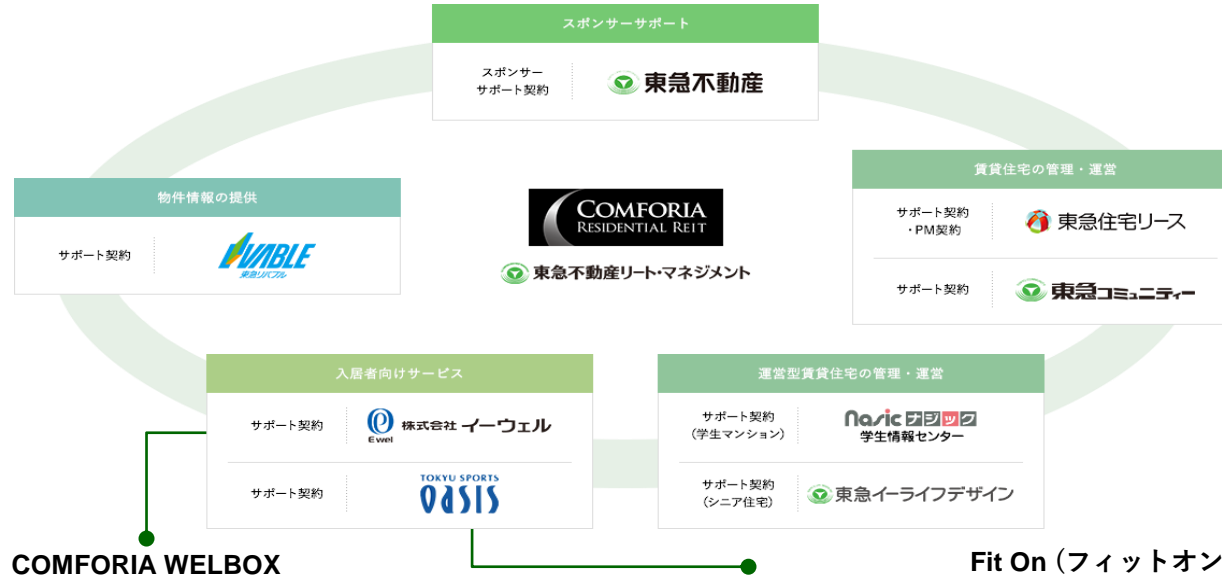 スポンサーサポート
スポンサー
サポート契約
東急不動産
物件情報の提供
サポート契約
LIVABLE
東急リバブル
COMFORIA
RESIDENTIAL REIT
東急不動産リート・マネジメント
賃貸住宅の管理・運営
サポート契約
・PM契約
東急住宅リース
サポート契約
東急コミュニティー
入居者向けサービス
サポート契約
Ewel
株式会社 イーウェル
サポート契約
TOKYU SPORTS
OASIS
運営型賃貸住宅の管理・運営
サポート契約
(学生マンション)
Nasic ナジック
学生情報センター
サポート契約
(シニア住宅)
東急イーライフデザイン
COMFORIA WELBOX
Fit On (フィットオン